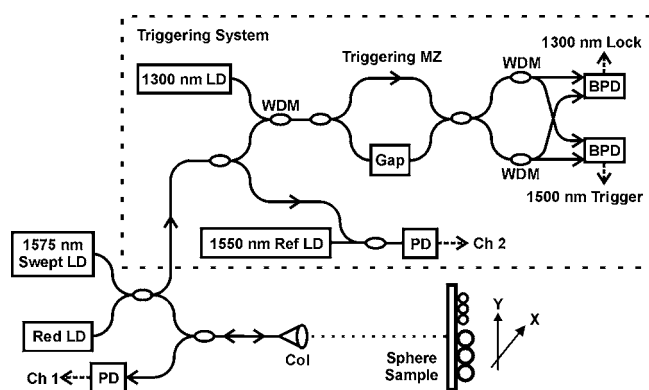 Triggering System
1300 nm Lock
1300 nm LD
Triggering MZ
WDM
WDM
BPD
Gap
BPD
WDM
1500 nm Trigger
1575 nm
Swept LD
1550 nm Ref LD
PD
Ch 2
Red LD
Col
Sphere
Sample
Y
X
Ch 1
PD